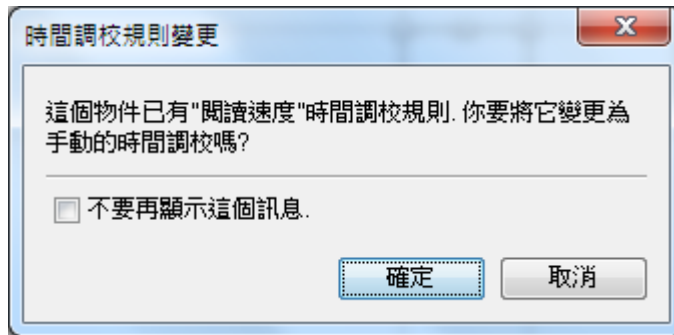 時間調校規則變更
這個物件已有"閱讀速度"時間調校規則. 你要將它變更為
手動的時間調校嗎?
不要再顯示這個訊息.
確定
取消